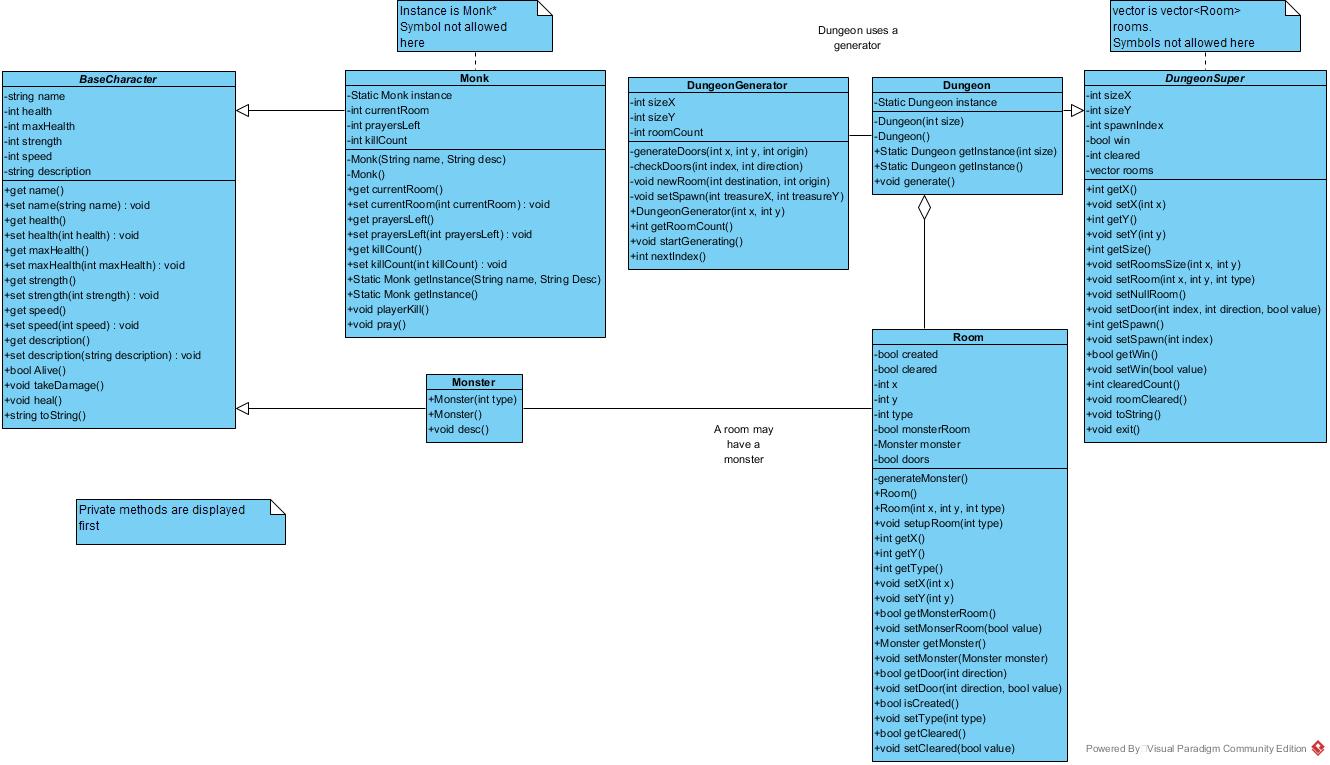 Instance is Monk*
Symbol not allowed
here
vector is vector<Room>
rooms.
Symbols not allowed here
Dungeon uses a
generator
BaseCharacter
-string name
-int health
-int maxHealth
-int strength
-int speed
-string description
+get name()
+set name(string name) : void
+get health()
+set health(int health) : void
+get maxHealth()
+set maxHealth(int maxHealth) : void
+get strength()
+set strength(int strength) : void
+get speed()
+set speed(int speed) : void
+get description()
+set description(string description) : void
+bool Alive()
+void takeDamage()
+void heal()
+string toString()
Monk
-Static Monk instance
-int currentRoom
-int prayersLeft
-int killCount
-Monk(String name, String desc)
-Monk()
+get currentRoom()
+set currentRoom(int currentRoom) : void
+get prayersLeft()
+set prayersLeft(int prayersLeft) : void
+get killCount()
+set killCount(int killCount) : void
+Static Monk getInstance(String name, String Desc)
+Static Monk getInstance()
+void playerKill()
+void pray()
DungeonGenerator
-int sizeX
-int sizeY
-int roomCount
-generateDoors(int x, int y, int origin)
-checkDoors(int index, int direction)
-void newRoom(int destination, int origin)
-void setSpawn(int treasureX, int treasureY)
+DungeonGenerator(int x, int y)
+int getRoomCount()
+void startGenerating()
+int nextIndex()
Dungeon
-Static Dungeon instance
-Dungeon(int size)
-Dungeon()
+Static Dungeon getInstance(int size)
+Static Dungeon getInstance()
+void generate()
DungeonSuper
-int sizeX
-int sizeY
-int spawnIndex
-bool win
-int cleared
-vector rooms
+int getX()
+void setX(int x)
+int getY()
+void setY(int y)
+int getSize()
+void setRoomsSize(int x, int y)
+void setRoom(int x, int y, int type)
+void setNullRoom()
+void setDoor(int index, int direction, bool value)
+int getSpawn()
+void setSpawn(int index)
+bool getWin()
+void setWin(bool value)
+int clearedCount()
+void roomCleared()
+void toString()
+void exit()
Monster
+Monster(int type)
+Monster()
+void desc()
A room may
have a
monster
Room
-bool created
-bool cleared
-int x
-int y
-int type
-bool monsterRoom
-Monster monster
-bool doors
-generateMonster()
+Room()
+Room(int x, int y, int type)
+void setupRoom(int type)
+int getX()
+int getY()
+int getType()
+void setX(int x)
+void setY(int y)
+bool getMonsterRoom()
+void setMonserRoom(bool value)
+Monster getMonster()
+void setMonster(Monster monster)
+bool getDoor(int direction)
+void setDoor(int direction, bool value)
+bool isCreated()
+void setType(int type)
+bool getCleared()
+void setCleared(bool value)
Private methods are displayed
first
Powered By Visual Paradigm Community Edition